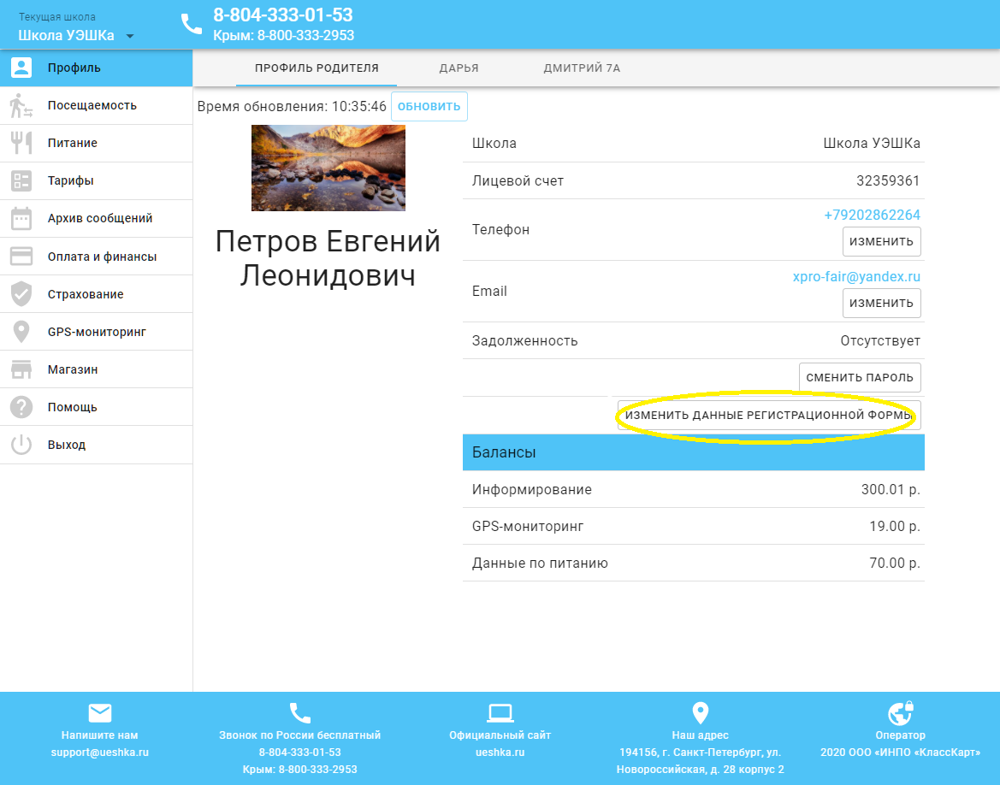 Текущая школа
Школа УЭШКа
8-804-333-01-53
Крым: 8-800-333-2953
Профиль
Посещаемость
Питание
Тарифы
Архив сообщений
Оплата и финансы
Страхование
GPS-мониторинг
Магазин
Помощь
Выход
ПРОФИЛЬ РОДИТЕЛЯ ДАРЬЯ ДМИТРИЙ 7А
Время обновления: 10:35:46 ОБНОВИТЬ
Петров Евгений
Леонидович
Школа Школа УЭШКа
Лицевой счет 32359361
Телефон +79202862264
ИЗМЕНИТЬ
Email xpro-fair@yandex.ru
ИЗМЕНИТЬ
Задолженность Отсутствует
СМЕНИТЬ ПАРОЛЬ
ИЗМЕНИТЬ ДАННЫЕ РЕГИСТРАЦИОННОЙ ФОРМЫ
Балансы
Информирование 300.01 р.
GPS-мониторинг 19.00 р.
Данные по питанию 70.00 р.
Напишите нам
support@ueshka.ru
Звонок по России бесплатный
8-804-333-01-53
Крым: 8-800-333-2953
Официальный сайт
ueshka.ru
Наш адрес
194156, г. Санкт-Петербург, ул.
Новороссийская, д. 28 корпус 2
Оператор
2020 ООО «ИНПО «КлассКарт»